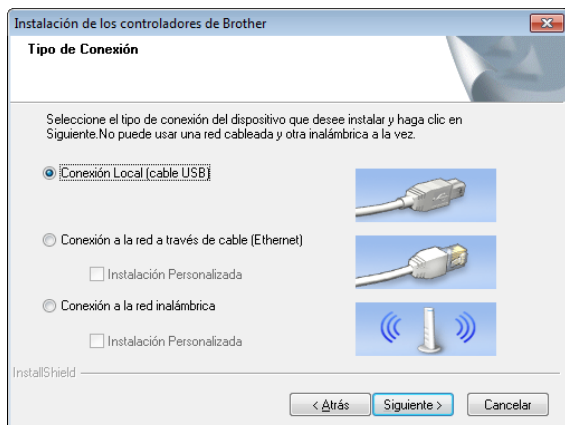 Instalación de los controladores de Brother
Tipo de Conexión
Seleccione el tipo de conexión del dispositivo que desee instalar y haga clic en
Siguiente.No puede usar una red cableada y otra inalámbrica a la vez.
Conexión Local (cable USB)
Conexión a la red a través de cable (Ethernet)
Instalación Personalizada
Conexión a la red inalámbrica
Instalación Personalizada
InstallShield
< Atrás Siguiente > Cancelar